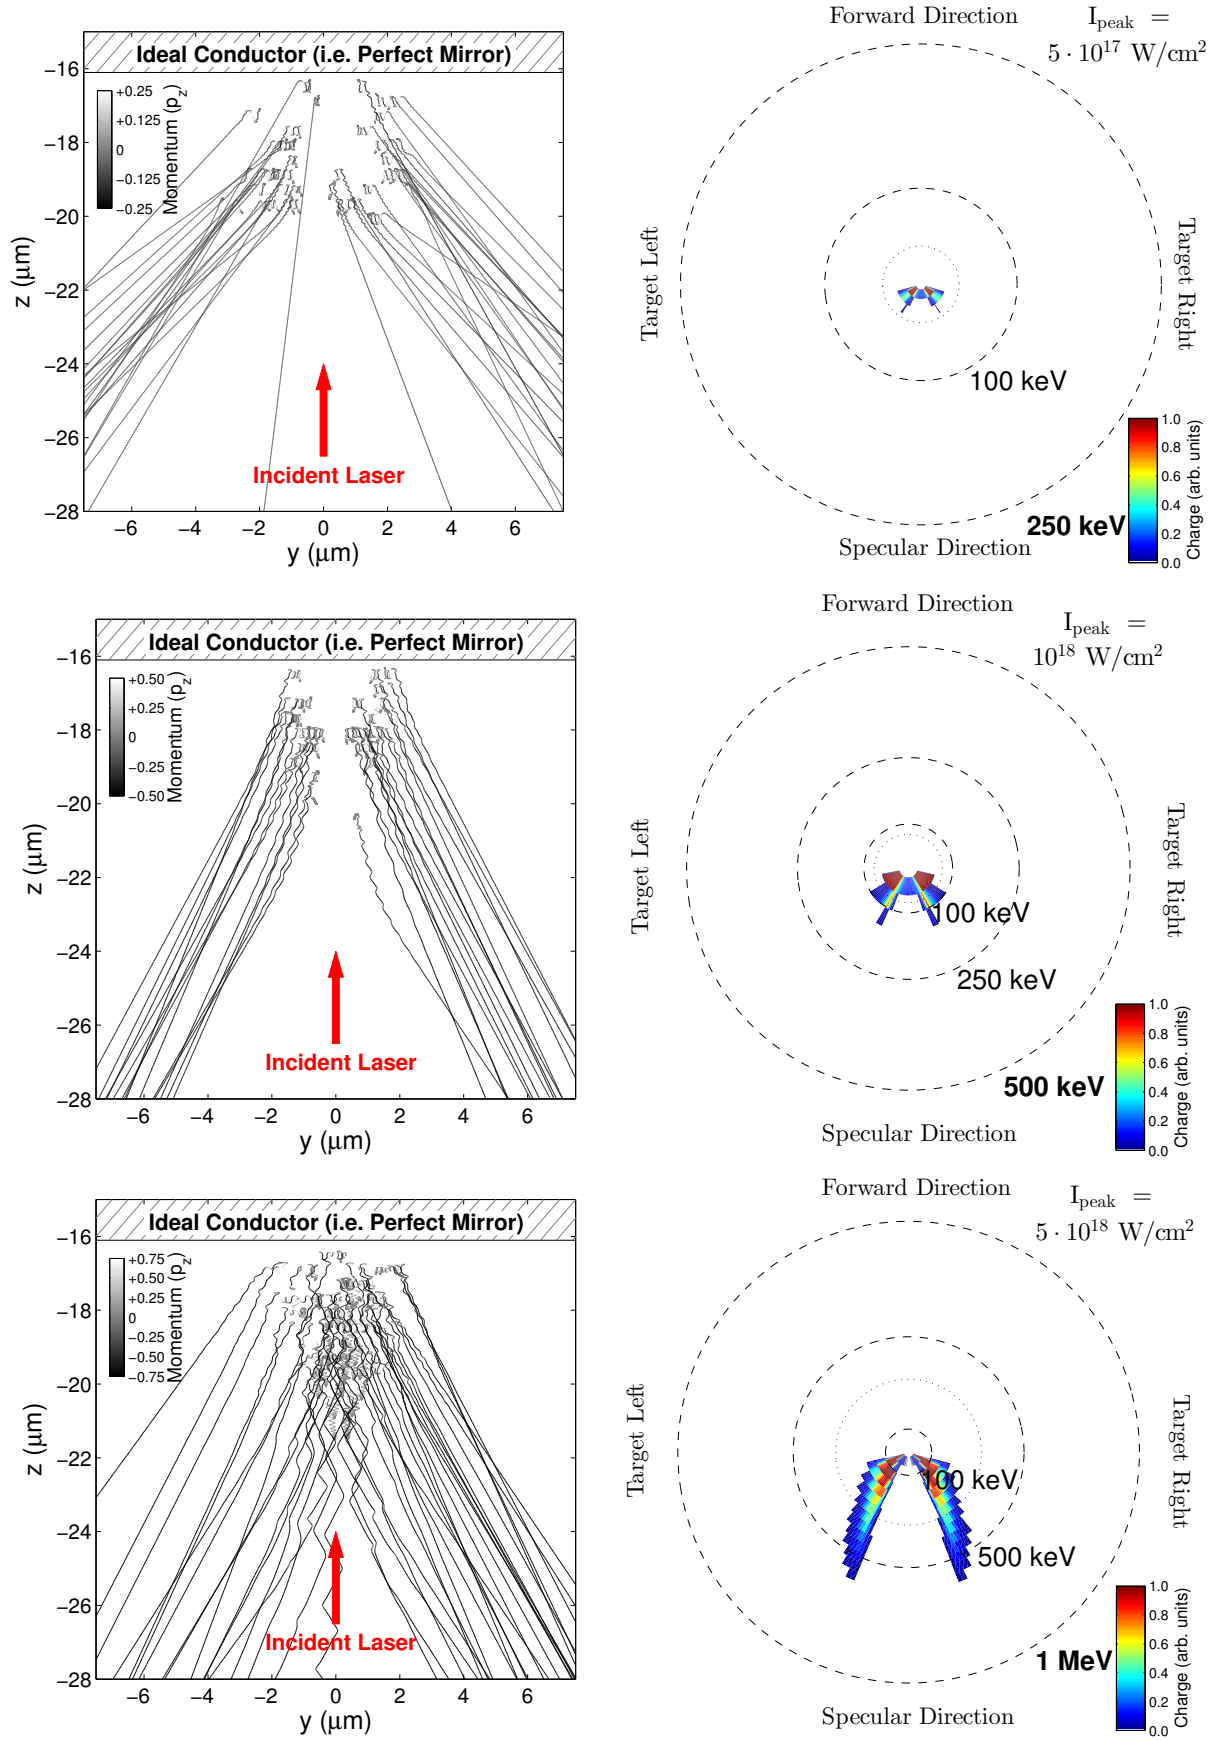 Ideal Conductor (i.e. Perfect Mirror)
−16
−18
−20
−22
−24
−26
−28
z (μm)
+0.25
+0.125
0
−0.125
−0.25
Momentum (p_z)
Incident Laser
−6 −4 −2 0 2 4 6
y (μm)
Forward Direction
I_peak =
5 · 10^17 W/cm^2
Target Left
Target Right
100 keV
250 keV
Specular Direction
1.0
0.8
0.6
0.4
0.2
0.0
Charge (arb. units)
Ideal Conductor (i.e. Perfect Mirror)
−16
−18
−20
−22
−24
−26
−28
z (μm)
+0.50
+0.25
0
−0.25
−0.50
Momentum (p_z)
Incident Laser
−6 −4 −2 0 2 4 6
y (μm)
Forward Direction
I_peak =
10^18 W/cm^2
Target Left
Target Right
100 keV
250 keV
500 keV
Specular Direction
1.0
0.8
0.6
0.4
0.2
0.0
Charge (arb. units)
Ideal Conductor (i.e. Perfect Mirror)
−16
−18
−20
−22
−24
−26
−28
z (μm)
+0.75
+0.50
+0.25
0
−0.25
−0.50
−0.75
Momentum (p_z)
Incident Laser
−6 −4 −2 0 2 4 6
y (μm)
Forward Direction
I_peak =
5 · 10^18 W/cm^2
Target Left
Target Right
100 keV
500 keV
1 MeV
Specular Direction
1.0
0.8
0.6
0.4
0.2
0.0
Charge (arb. units)